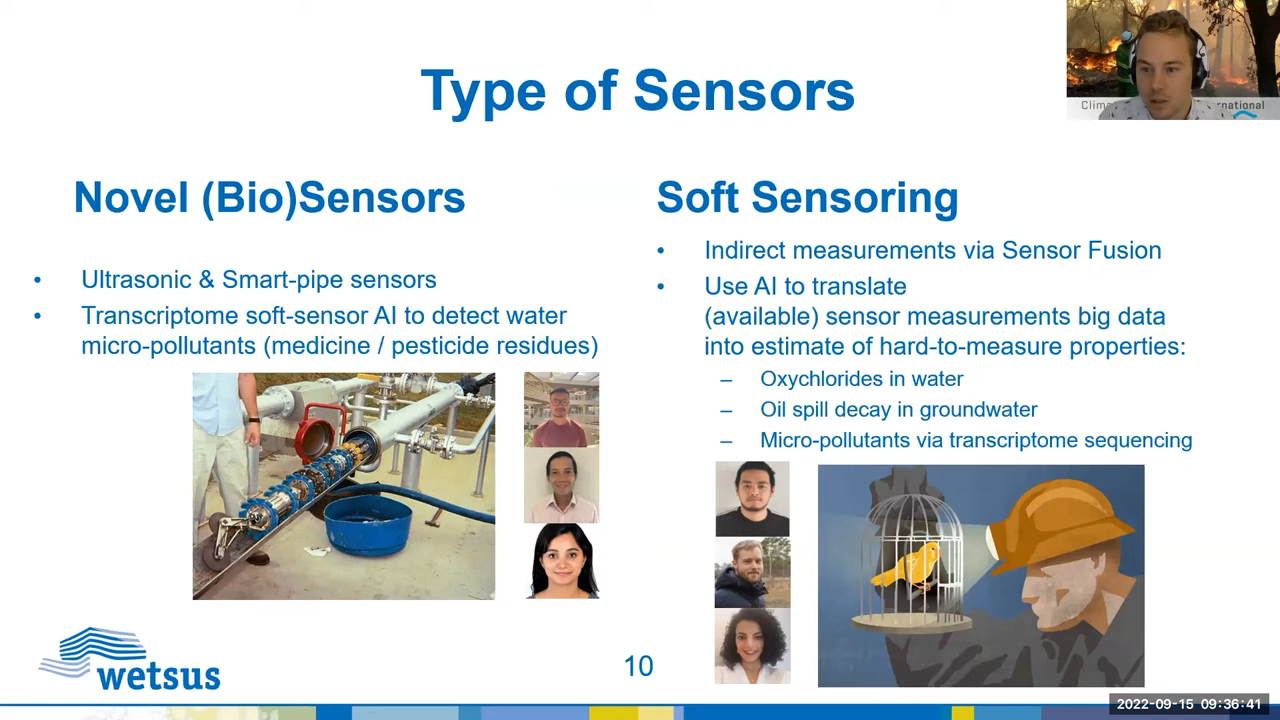 Type of Sensors
Novel (Bio)Sensors
• Ultrasonic & Smart-pipe sensors
• Transcriptome soft-sensor AI to detect water
micro-pollutants (medicine / pesticide residues)
Soft Sensoring
• Indirect measurements via Sensor Fusion
• Use AI to translate
(available) sensor measurements big data
into estimate of hard-to-measure properties:
– Oxychlorides in water
– Oil spill decay in groundwater
– Micro-pollutants via transcriptome sequencing
wetsus
10
2022-09-15 09:36:41